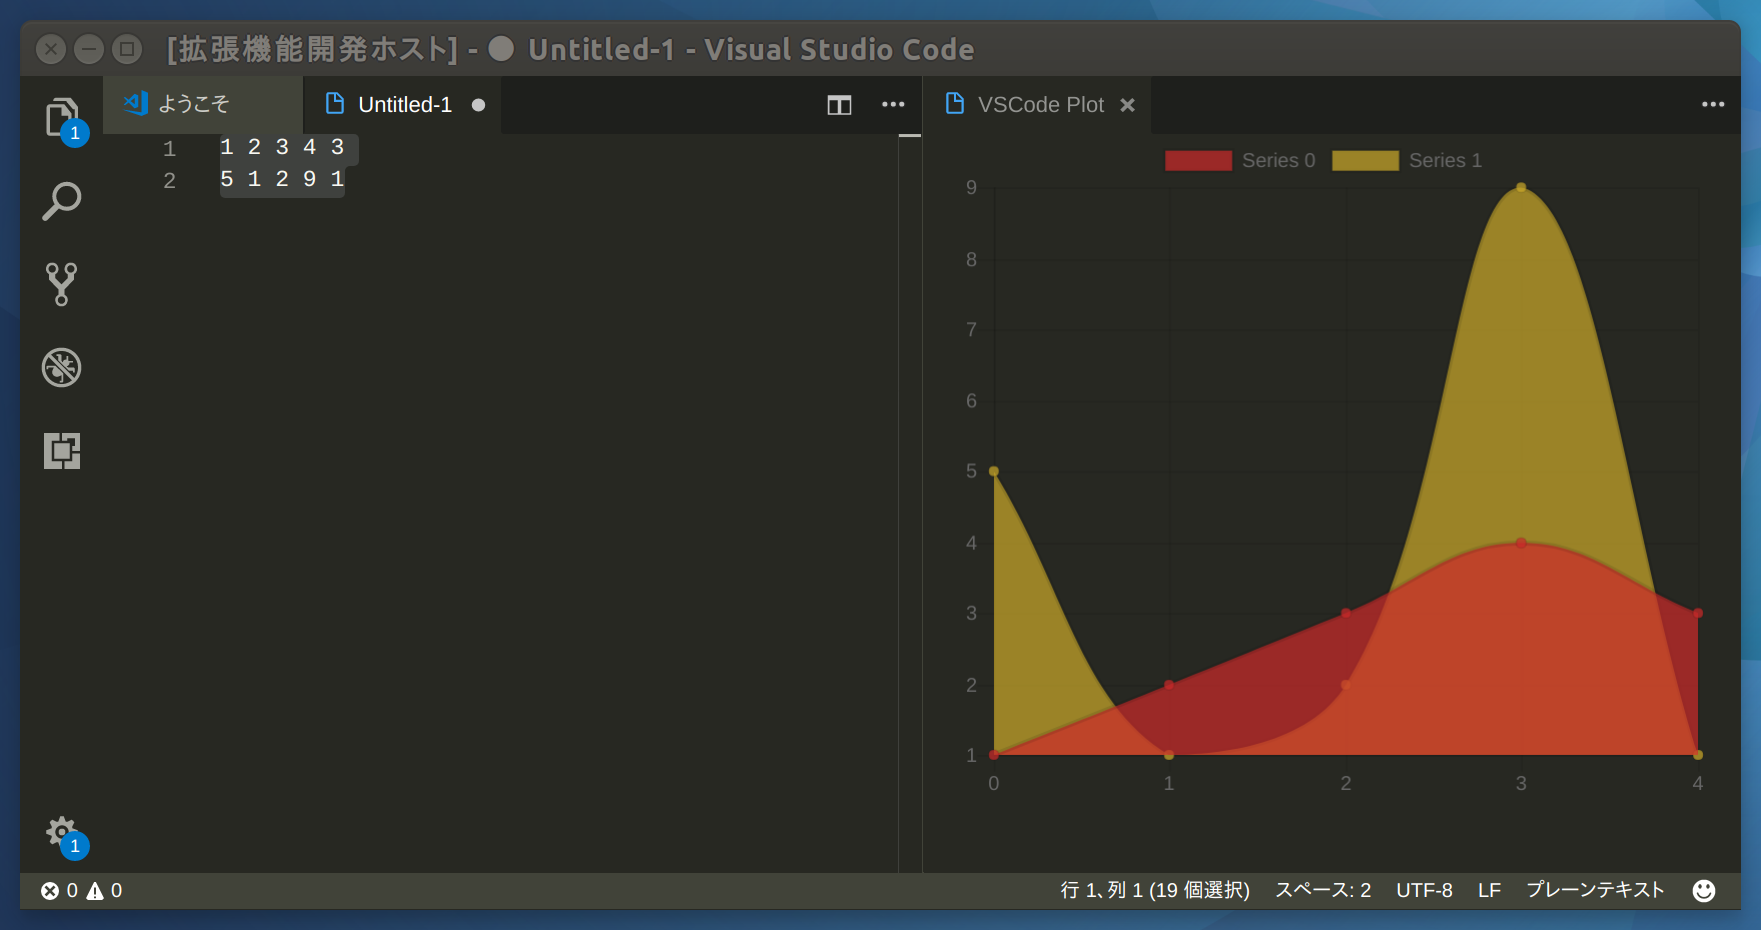 [拡張機能開発ホスト] - ● Untitled-1 - Visual Studio Code
1
ようこそ
Untitled-1 ●
VSCode Plot
1 1 2 3 4 3
2 5 1 2 9 1
Series 0 Series 1
9
8
7
6
5
4
3
2
1
0 1 2 3 4
1
0 0
行 1、列 1 (19 個選択) スペース: 2 UTF-8 LF プレーンテキスト